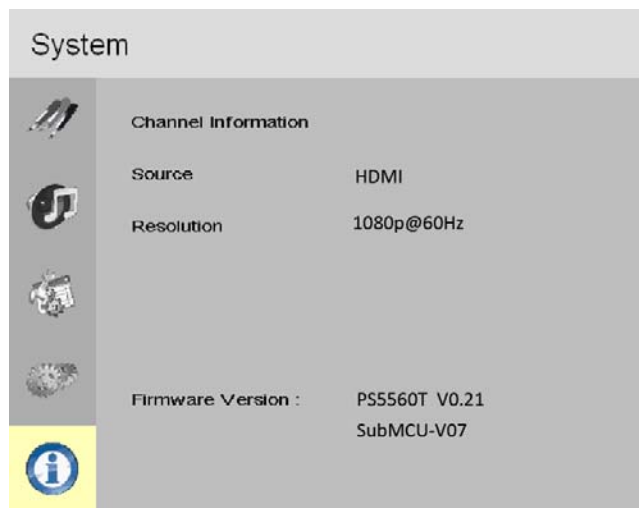 System
Channel Information
Source HDMI
Resolution 1080p@60Hz
Firmware Version : PS5560T V0.21
SubMCU-V07